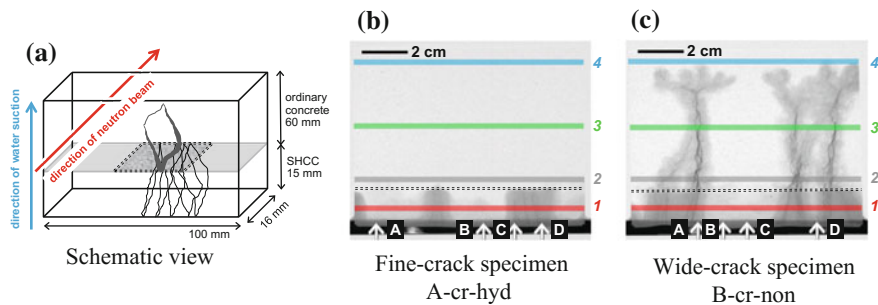 (a)
direction of water suction
direction of neutron beam
ordinary
concrete
60 mm
SHCC
15 mm
16 mm
100 mm
Schematic view
(b)
2 cm
4
3
2
1
A
B
C
D
Fine-crack specimen
A-cr-hyd
(c)
2 cm
4
3
2
1
A
B
C
D
Wide-crack specimen
B-cr-non